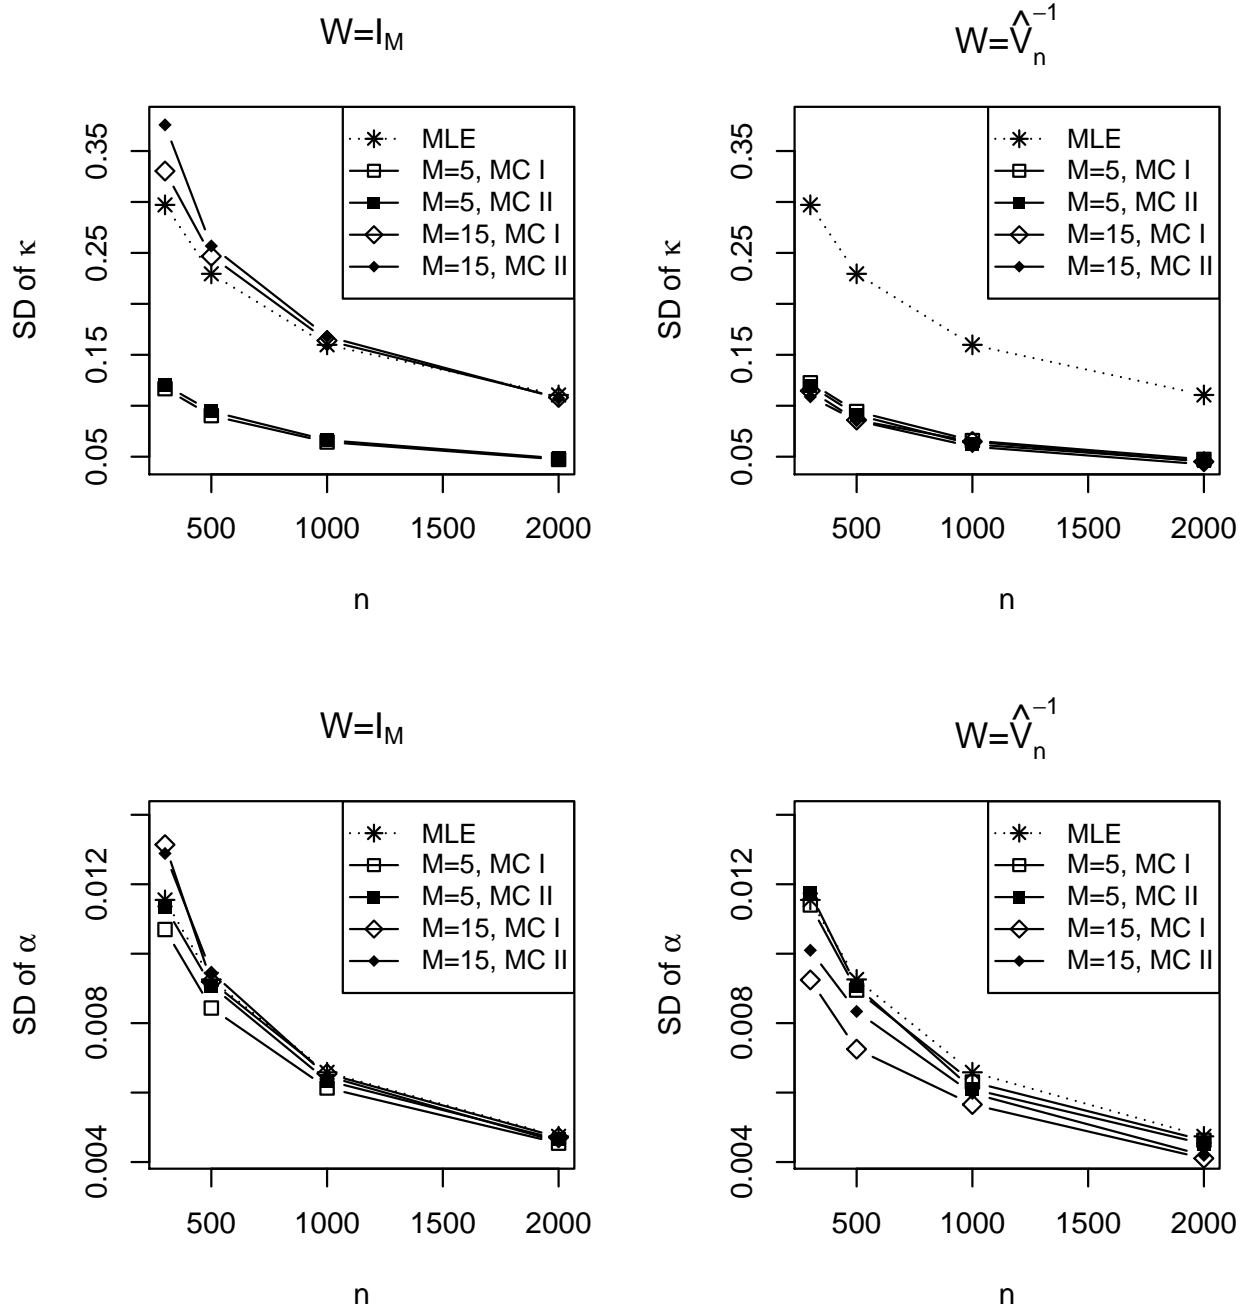 W=I_M
SD of κ
0.05 0.15 0.25 0.35
MLE
M=5, MC I
M=5, MC II
M=15, MC I
M=15, MC II
500 1000 1500 2000
n
W=V̂_n^−1
SD of κ
0.05 0.15 0.25 0.35
MLE
M=5, MC I
M=5, MC II
M=15, MC I
M=15, MC II
500 1000 1500 2000
n
W=I_M
SD of α
0.004 0.008 0.012
MLE
M=5, MC I
M=5, MC II
M=15, MC I
M=15, MC II
500 1000 1500 2000
n
W=V̂_n^−1
SD of α
0.004 0.008 0.012
MLE
M=5, MC I
M=5, MC II
M=15, MC I
M=15, MC II
500 1000 1500 2000
n